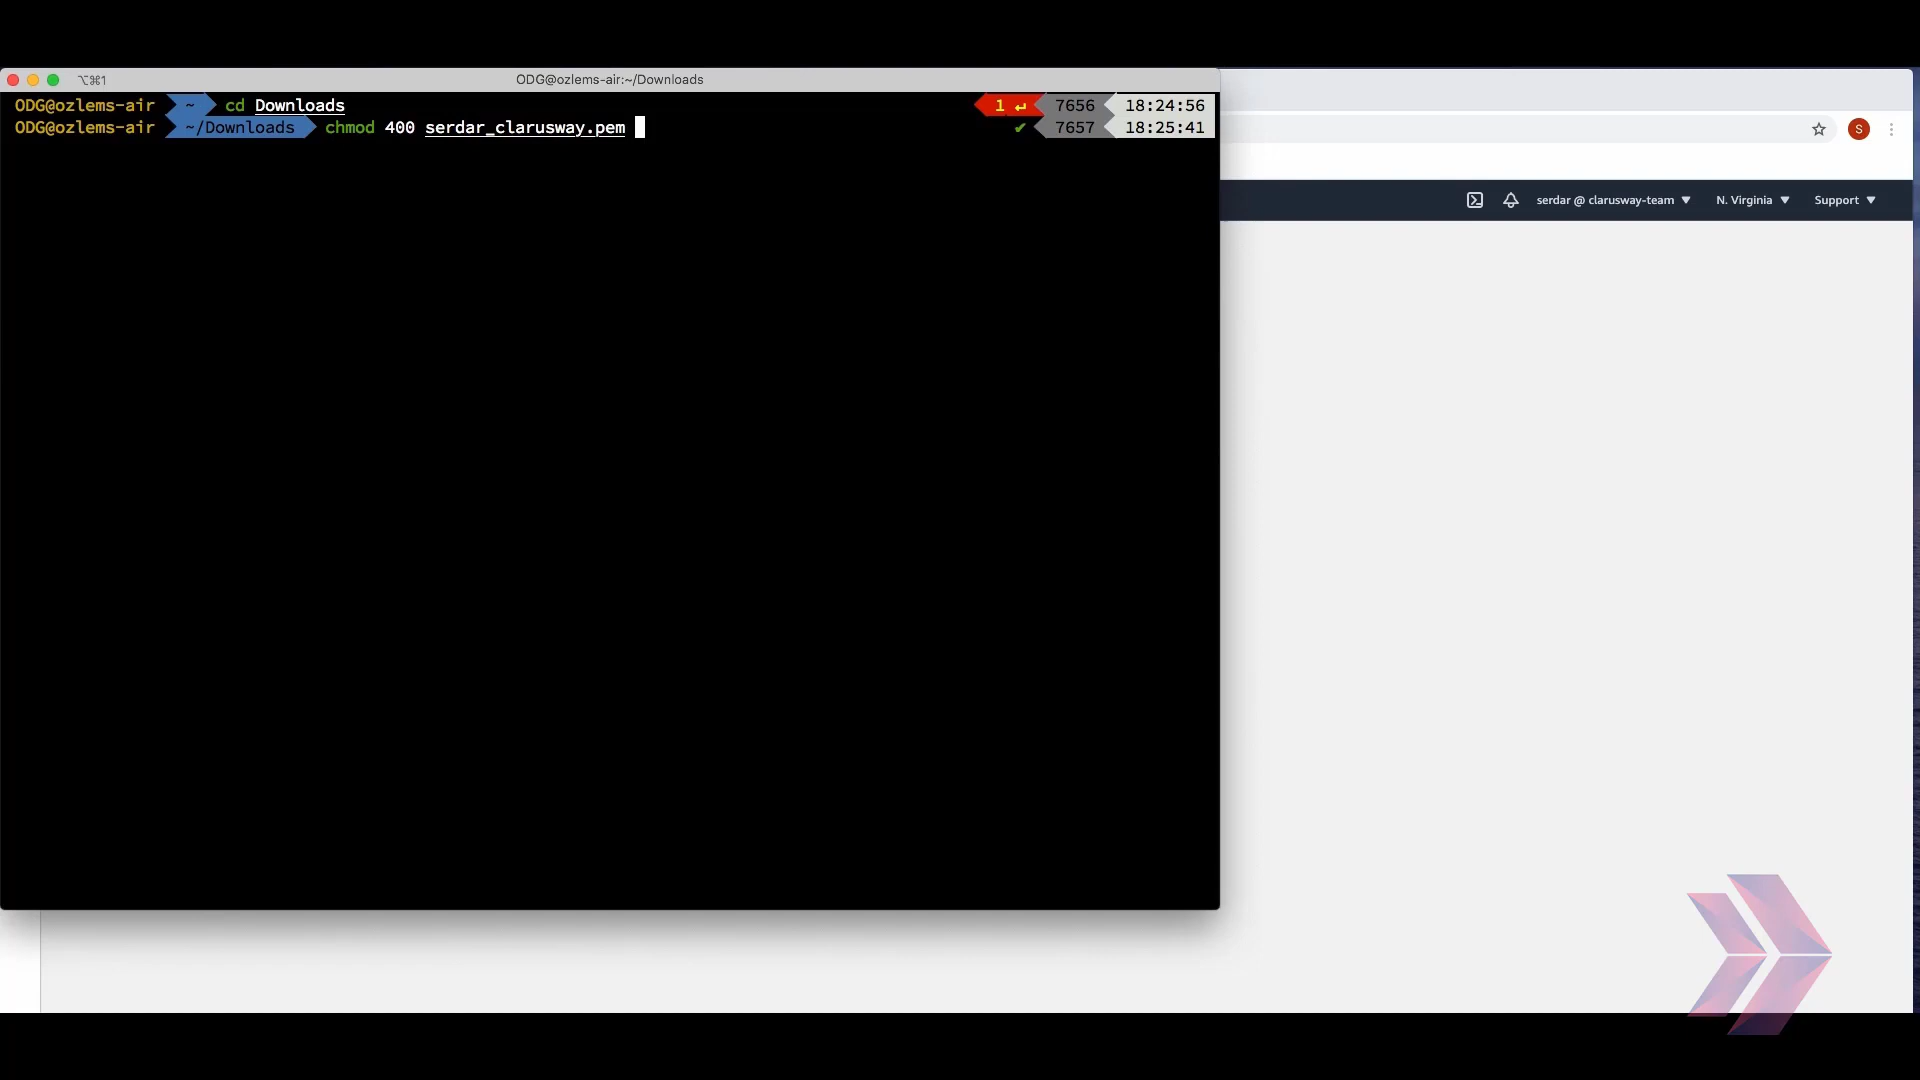 ⌥⌘1 ODG@ozlems-air:~/Downloads
ODG@ozlems-air ~ cd Downloads 1 ↵ 7656 18:24:56
ODG@ozlems-air ~/Downloads chmod 400 serdar_clarusway.pem ✔ 7657 18:25:41
S
serdar @ clarusway-team ▼ N. Virginia ▼ Support ▼